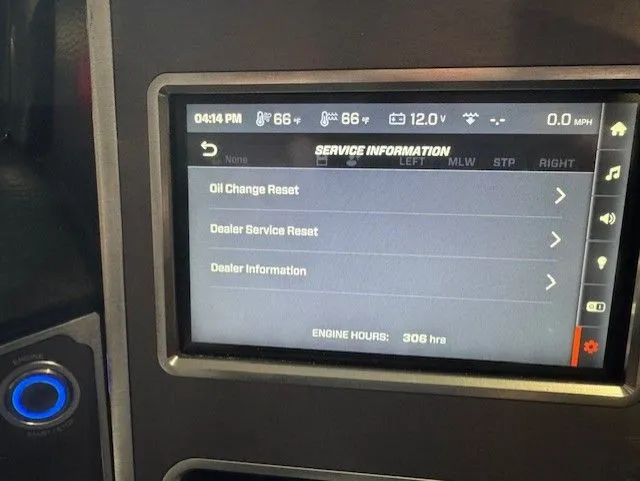 04:14 PM 66 °F 66 °F 12.0 V -.- 0.0 MPH
SERVICE INFORMATION
None LEFT MLW STP RIGHT
Oil Change Reset
Dealer Service Reset
Dealer Information
ENGINE HOURS: 306 hrs
ENGINE